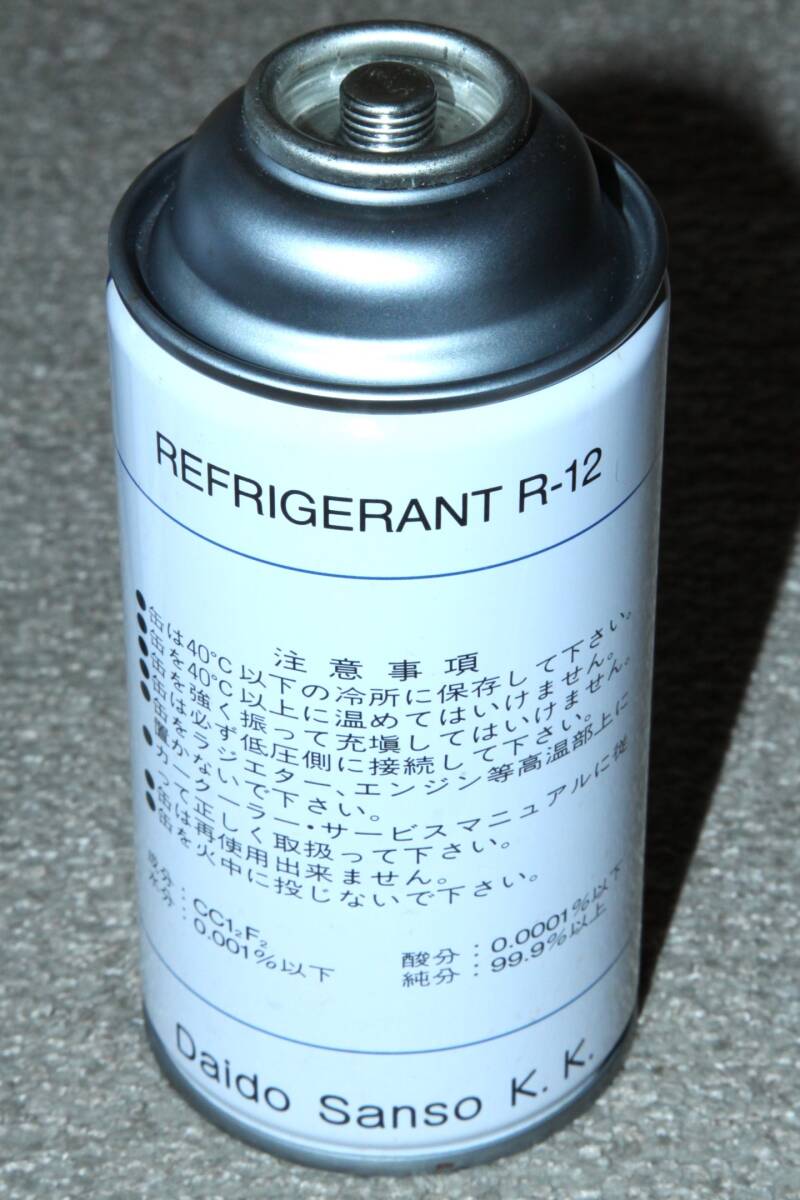 REFRIGERANT R-12
注意事項
●缶は40℃以下の冷所に保存して下さい。
●缶を40℃以上に温めてはいけません。
●缶を強く振って充塡してはいけません。
●缶は必ず低圧側に接続して下さい。
●缶をラジエター、エンジン等高温部上に
置かないで下さい。
●カークーラー・サービスマニュアルに従
って正しく取扱って下さい。
●缶は再使用出来ません。
●缶を火中に投じないで下さい。
成分：CC1₂F₂
酸分：0.0001％以下
水分：0.001％以下
純分：99.9％以上
Daido Sanso K.K.